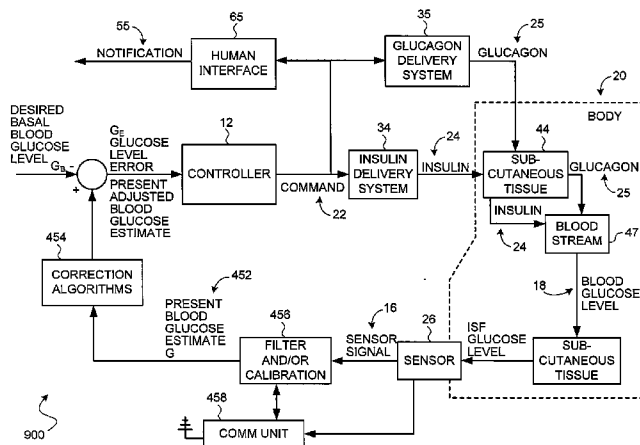 55
65
35
25
NOTIFICATION
HUMAN
INTERFACE
GLUCAGON
DELIVERY
SYSTEM
GLUCAGON
20
BODY
DESIRED
BASAL
BLOOD
GLUCOSE
LEVEL
GB
-
+
GE
GLUCOSE
LEVEL
ERROR
PRESENT
ADJUSTED
BLOOD
GLUCOSE
ESTIMATE
12
CONTROLLER
COMMAND
22
34
INSULIN
DELIVERY
SYSTEM
24
INSULIN
44
SUB-
CUTANEOUS
TISSUE
GLUCAGON
25
INSULIN
24
BLOOD
STREAM
47
18
BLOOD
GLUCOSE
LEVEL
454
CORRECTION
ALGORITHMS
452
PRESENT
BLOOD
GLUCOSE
ESTIMATE
G
456
FILTER
AND/OR
CALIBRATION
16
SENSOR
SIGNAL
26
SENSOR
ISF
GLUCOSE
LEVEL
SUB-
CUTANEOUS
TISSUE
458
COMM UNIT
900